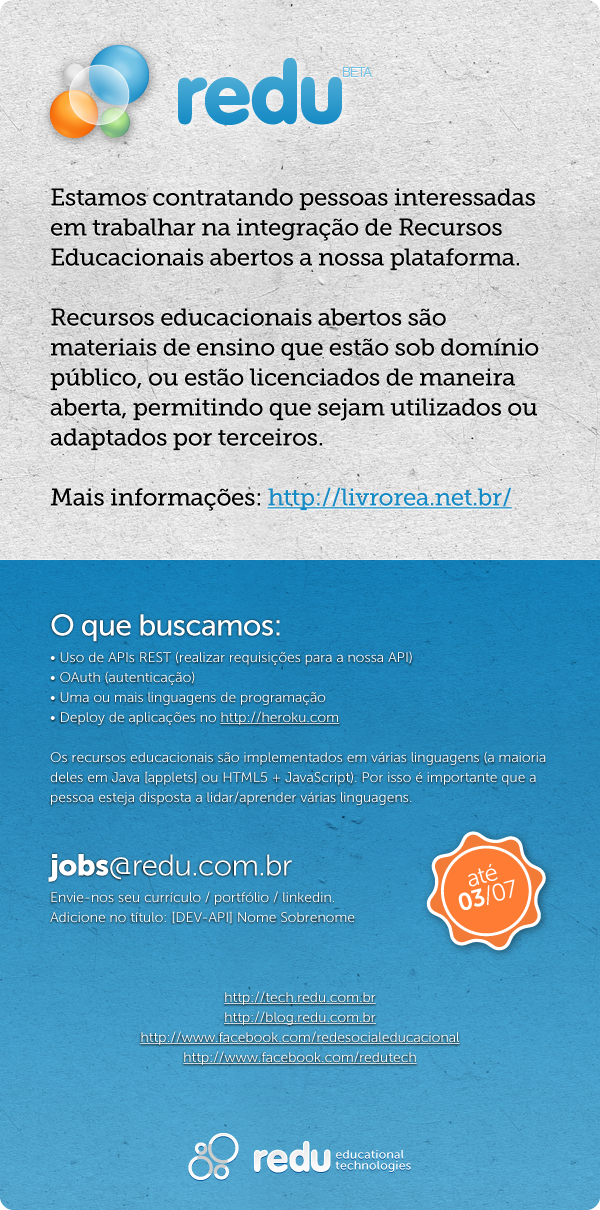 redu BETA
Estamos contratando pessoas interessadas
em trabalhar na integração de Recursos
Educacionais abertos a nossa plataforma.
Recursos educacionais abertos são
materiais de ensino que estão sob domínio
público, ou estão licenciados de maneira
aberta, permitindo que sejam utilizados ou
adaptados por terceiros.
Mais informações: http://livrorea.net.br/
O que buscamos:
• Uso de APIs REST (realizar requisições para a nossa API)
• OAuth (autenticação)
• Uma ou mais linguagens de programação
• Deploy de aplicações no http://heroku.com
Os recursos educacionais são implementados em várias linguagens (a maioria
deles em Java [applets] ou HTML5 + JavaScript). Por isso é importante que a
pessoa esteja disposta a lidar/aprender várias linguagens.
jobs@redu.com.br
Envie-nos seu currículo / portfólio / linkedin.
Adicione no título: [DEV-API] Nome Sobrenome
até
03/07
http://tech.redu.com.br
http://blog.redu.com.br
http://www.facebook.com/redesocialeducacional
http://www.facebook.com/redutech
redu educational
technologies